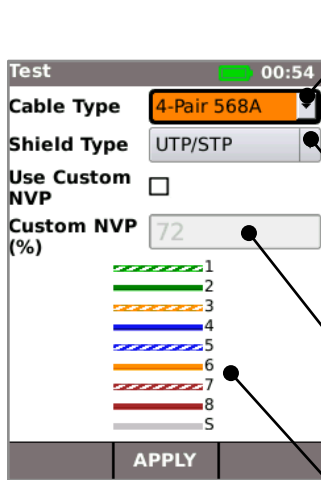 Test 00:54
Cable Type 4-Pair 568A
Shield Type UTP/STP
Use Custom
NVP
Custom NVP 72
(%)
1
2
3
4
5
6
7
8
S
APPLY